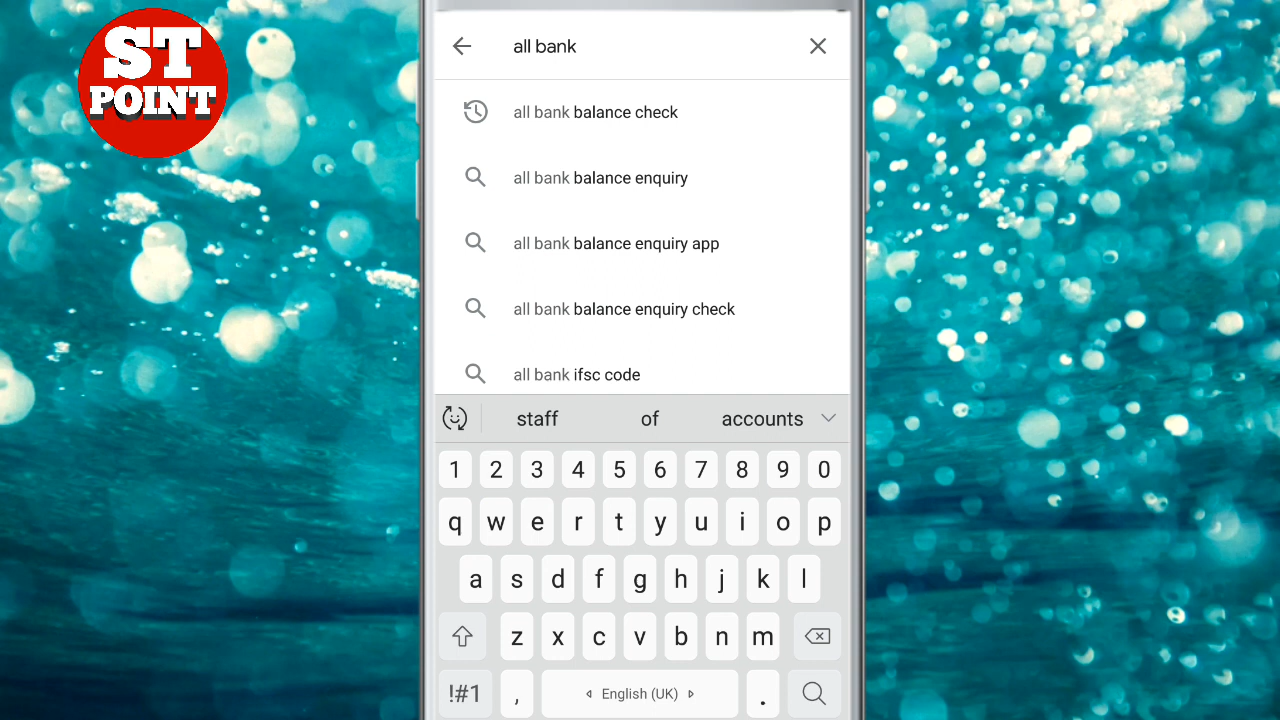 ST
POINT
all bank
all bank balance check
all bank balance enquiry
all bank balance enquiry app
all bank balance enquiry check
all bank ifsc code
staff of accounts
1 2 3 4 5 6 7 8 9 0
q w e r t y u i o p
a s d f g h j k l
z x c v b n m
!#1 , English (UK) .